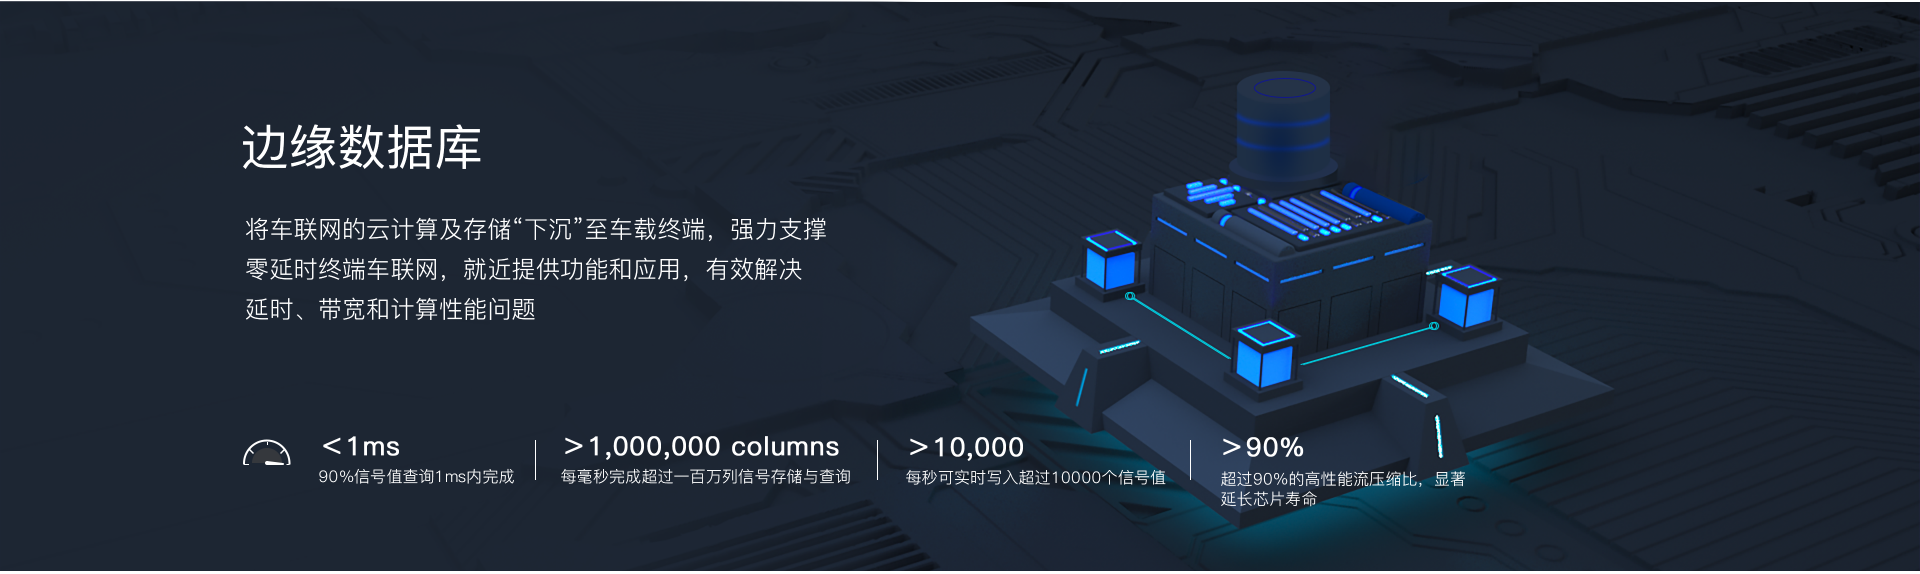 边缘数据库
将车联网的云计算及存储“下沉”至车载终端，强力支撑
零延时终端车联网，就近提供功能和应用，有效解决
延时、带宽和计算性能问题
<1ms
90%信号值查询1ms内完成
>1,000,000 columns
每毫秒完成超过一百万列信号存储与查询
>10,000
每秒可实时写入超过10000个信号值
>90%
超过90%的高性能流压缩比，显著
延长芯片寿命